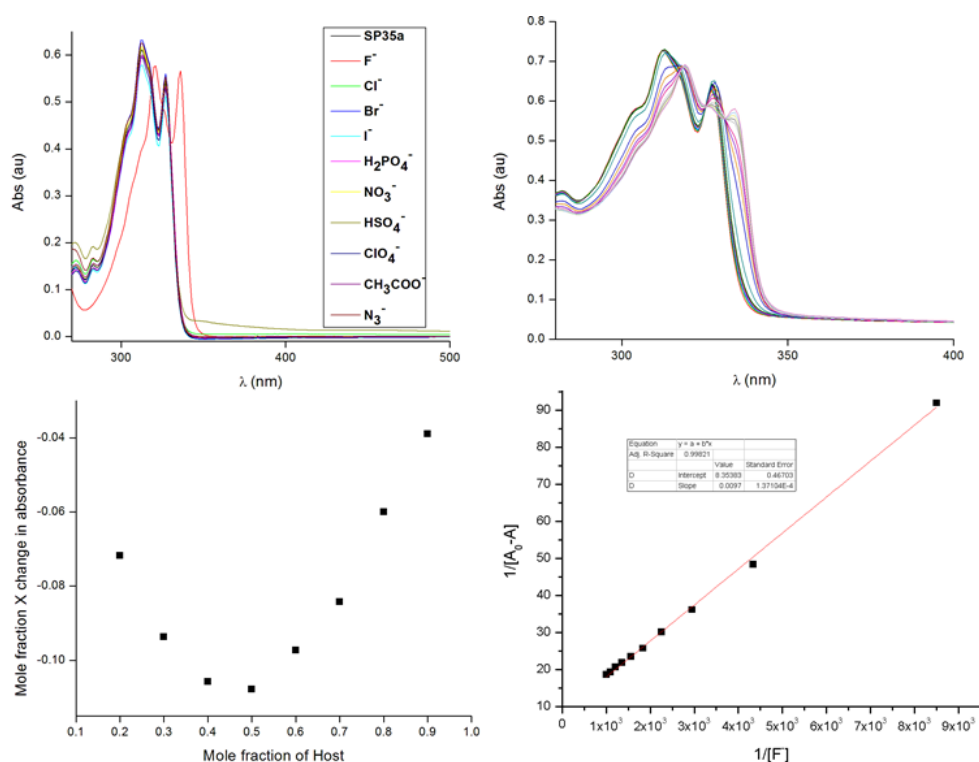 0.6
0.5
0.4
0.3
0.2
0.1
0.0
Abs (au)
300
400
500
λ (nm)
SP35a
F⁻
Cl⁻
Br⁻
I⁻
H₂PO₄⁻
NO₃⁻
HSO₄⁻
ClO₄⁻
CH₃COO⁻
N₃⁻
0.8
0.7
0.6
0.5
0.4
0.3
0.2
0.1
Abs (au)
300
350
400
λ (nm)
-0.04
-0.06
-0.08
-0.10
Mole fraction X change in absorbance
0.1 0.2 0.3 0.4 0.5 0.6 0.7 0.8 0.9 1.0
Mole fraction of Host
90
80
70
60
50
40
30
20
10
1/[A₀-A]
Equation y = a + b*x
Adj. R-Square 0.99821
Value Standard Error
D Intercept 8.35383 0.46703
D Slope 0.0097 1.37104E-4
0 1x10³ 2x10³ 3x10³ 4x10³ 5x10³ 6x10³ 7x10³ 8x10³ 9x10³
1/[F⁻]